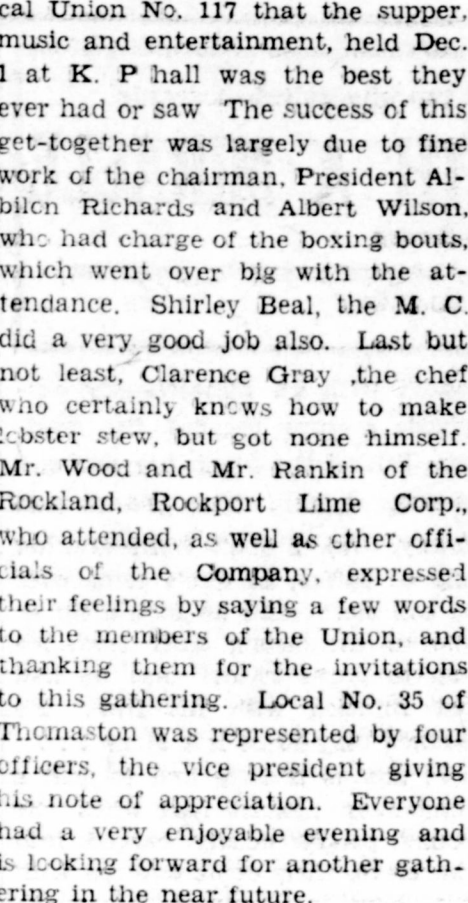 cal Union No. 117 that the supper,
music and entertainment, held Dec.
1 at K. P hall was the best they
ever had or saw The success of this
get-together was largely due to fine
work of the chairman, President Al-
bilon Richards and Albert Wilson,
who had charge of the boxing bouts,
which went over big with the at-
tendance. Shirley Beal, the M. C.
did a very good job also. Last but
not least, Clarence Gray ,the chef
who certainly knows how to make
lobster stew, but got none himself.
Mr. Wood and Mr. Rankin of the
Rockland, Rockport Lime Corp.,
who attended, as well as other offi-
cials of the Company, expressed
their feelings by saying a few words
to the members of the Union, and
thanking them for the invitations
to this gathering. Local No. 35 of
Thomaston was represented by four
officers, the vice president giving
his note of appreciation. Everyone
had a very enjoyable evening and
is looking forward for another gath-
ering in the near future.